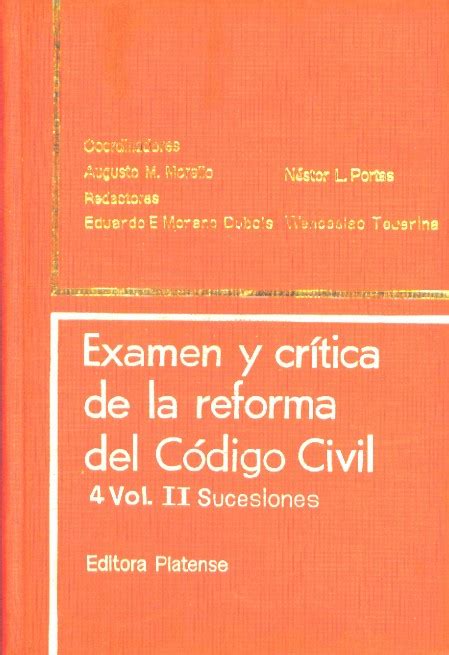 Coordinadores
Augusto M. Morello Néstor L. Portas
Redactores
Eduardo F. Moreno Dubois Wenceslao Tejerina
Examen y crítica
de la reforma
del Código Civil
4 Vol. II Sucesiones
Editora Platense